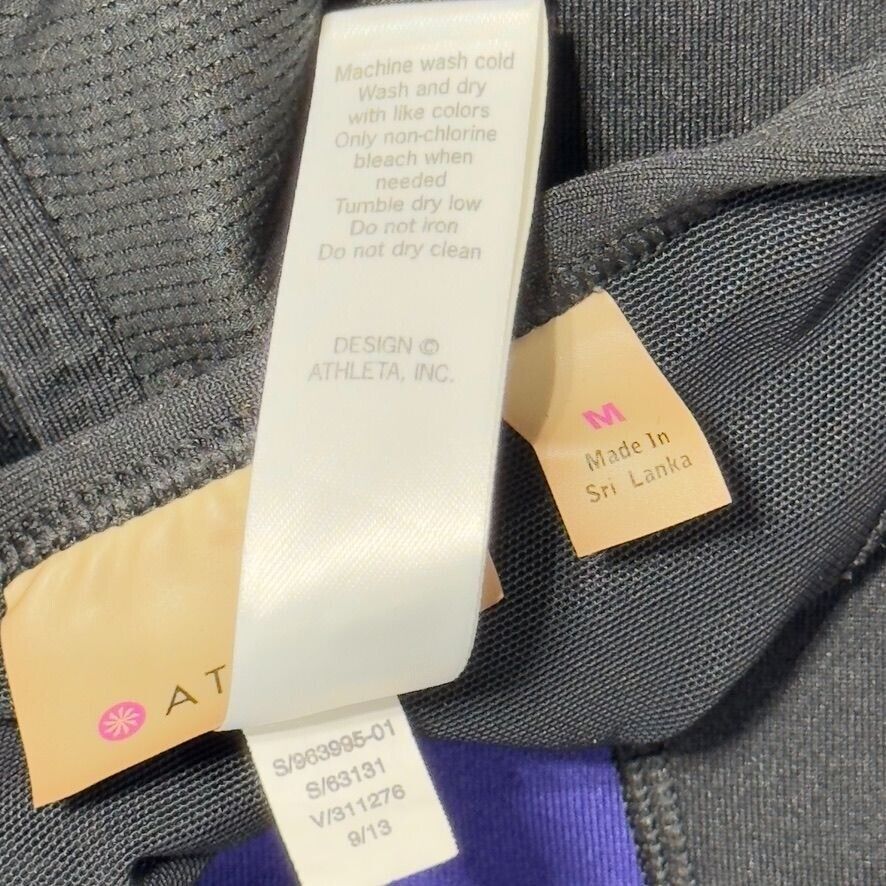 Machine wash cold
Wash and dry
with like colors
Only non-chlorine
bleach when
needed
Tumble dry low
Do not iron
Do not dry clean
DESIGN ©
ATHLETA, INC.
M
Made In
Sri Lanka
AT
S/963995-01
S/63131
V/311276
9/13